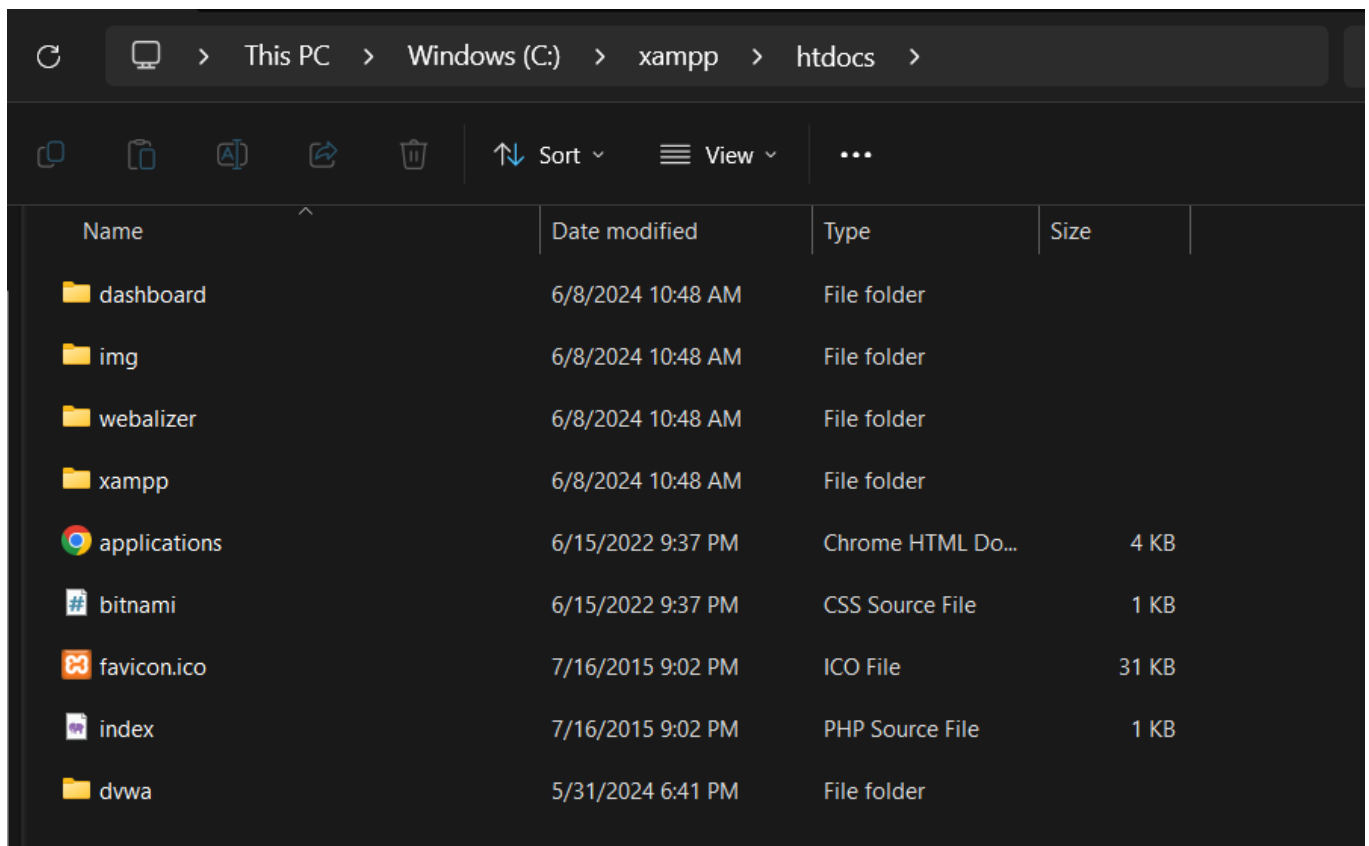 This PC > Windows (C:) > xampp > htdocs >
Sort View
Name Date modified Type Size
dashboard 6/8/2024 10:48 AM File folder
img 6/8/2024 10:48 AM File folder
webalizer 6/8/2024 10:48 AM File folder
xampp 6/8/2024 10:48 AM File folder
applications 6/15/2022 9:37 PM Chrome HTML Do... 4 KB
bitnami 6/15/2022 9:37 PM CSS Source File 1 KB
favicon.ico 7/16/2015 9:02 PM ICO File 31 KB
index 7/16/2015 9:02 PM PHP Source File 1 KB
dvwa 5/31/2024 6:41 PM File folder